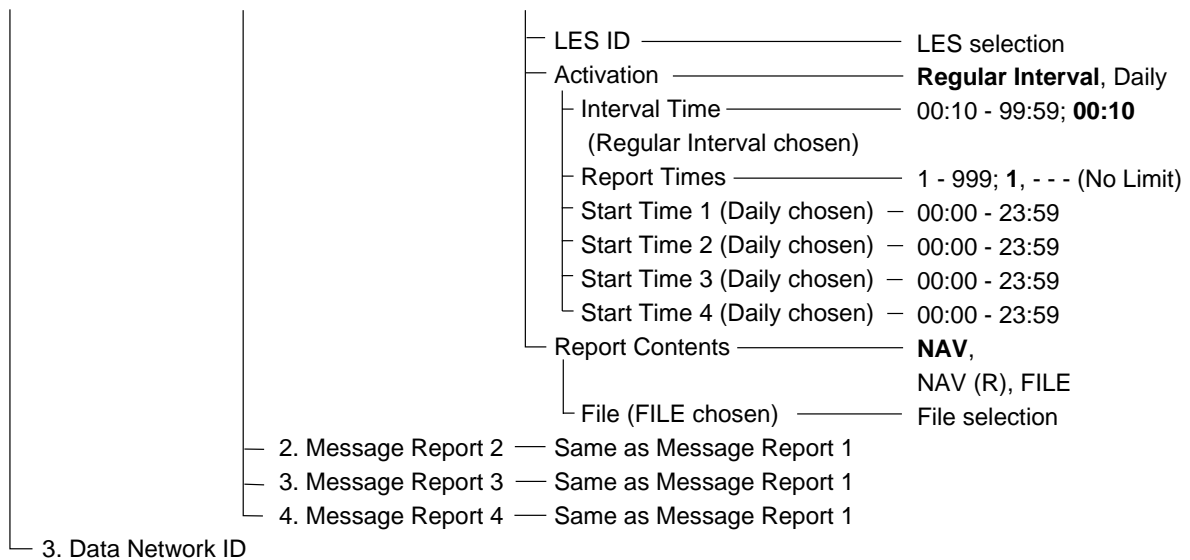 LES ID LES selection
Activation Regular Interval, Daily
Interval Time 00:10 - 99:59; 00:10
(Regular Interval chosen)
Report Times 1 - 999; 1, - - - (No Limit)
Start Time 1 (Daily chosen) 00:00 - 23:59
Start Time 2 (Daily chosen) 00:00 - 23:59
Start Time 3 (Daily chosen) 00:00 - 23:59
Start Time 4 (Daily chosen) 00:00 - 23:59
Report Contents NAV,
NAV (R), FILE
File (FILE chosen) File selection
2. Message Report 2 Same as Message Report 1
3. Message Report 3 Same as Message Report 1
4. Message Report 4 Same as Message Report 1
3. Data Network ID